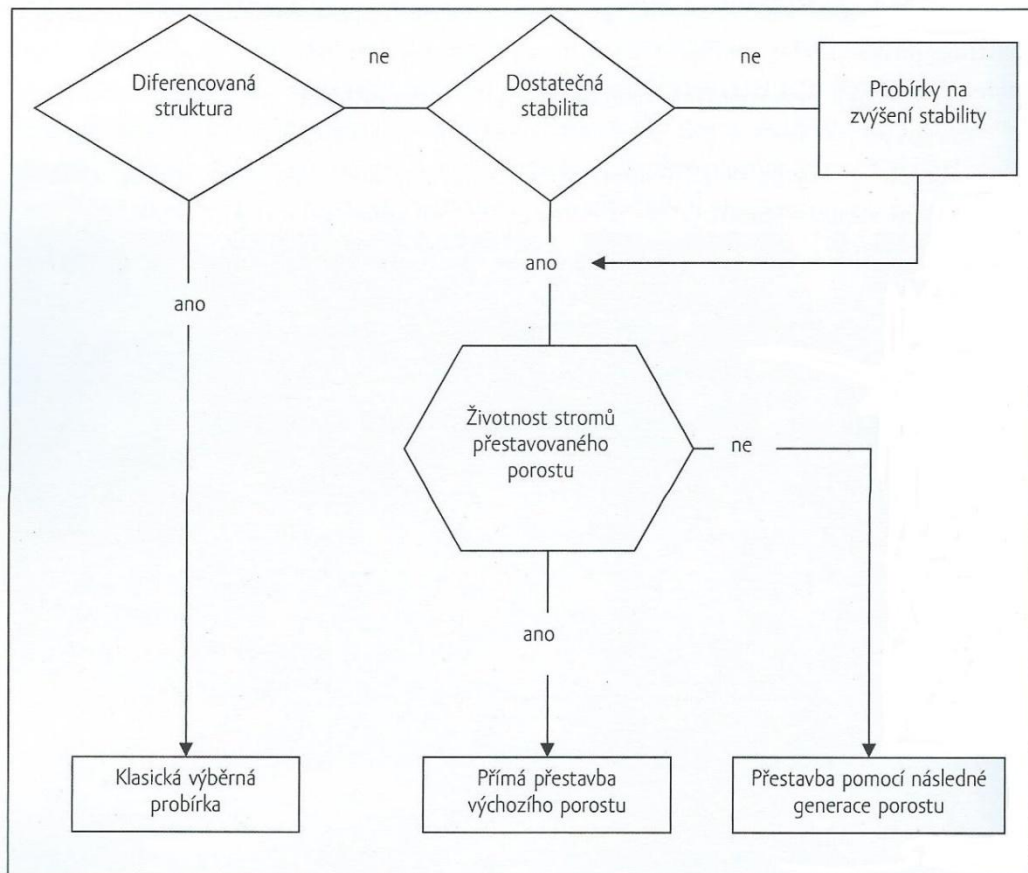 Diferencovaná
struktura
ne
Dostatečná
stabilita
ne
Probírky na
zvýšení stability
ano
ano
Životnost stromů
přestavovaného
porostu
ne
ano
Klasická výběrná
probírka
Přímá přestavba
výchozího porostu
Přestavba pomocí následné
generace porostu